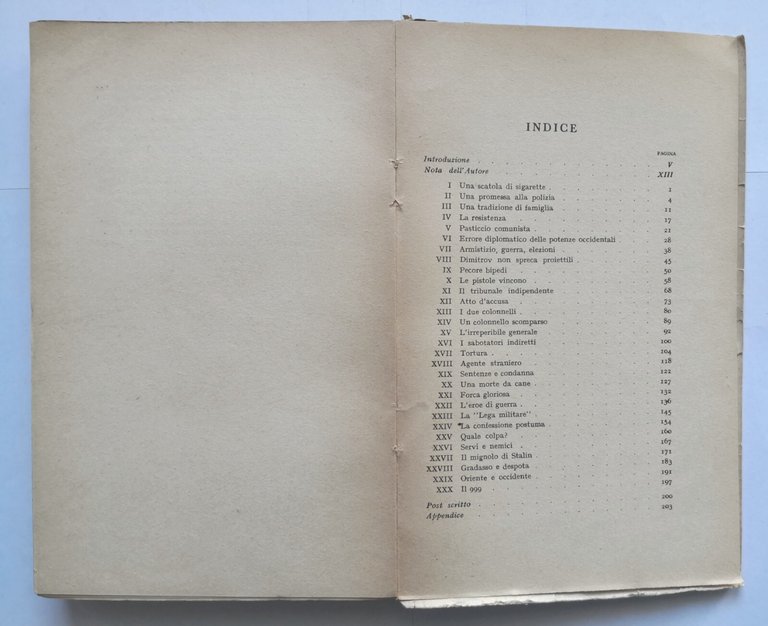 INDICE
PAGINA
Introduzione . . . . . . . . V
Nota dell'Autore . . . . . . . XIII
I Una scatola di sigarette . . . . . 1
II Una promessa alla polizia . . . . . 4
III Una tradizione di famiglia . . . . . 11
IV La resistenza . . . . . . . 17
V Pasticcio comunista . . . . . . 21
VI Errore diplomatico delle potenze occidentali . . 28
VII Armistizio, guerra, elezioni . . . . . 38
VIII Dimitrov non spreca proiettili . . . . 45
IX Pecore bipedi . . . . . . . 50
X Le pistole vincono . . . . . . 58
XI Il tribunale indipendente . . . . . 68
XII Atto d'accusa . . . . . . . 73
XIII I due colonnelli . . . . . . 80
XIV Un colonnello scomparso . . . . . 89
XV L'irreperibile generale . . . . . 92
XVI I sabotatori indiretti . . . . . 100
XVII Tortura . . . . . . . . 104
XVIII Agente straniero . . . . . . 118
XIX Sentenze e condanna . . . . . 122
XX Una morte da cane . . . . . . 127
XXI Forca gloriosa . . . . . . . 132
XXII L'eroe di guerra . . . . . . . 136
XXIII La "Lega militare" . . . . . . 145
XXIV La confessione postuma . . . . . 154
XXV Quale colpa? . . . . . . . 160
XXVI Servi e nemici . . . . . . . 167
XXVII Il mignolo di Stalin . . . . . . 171
XXVIII Gradasso e despota . . . . . . 183
XXIX Oriente e occidente . . . . . . 191
XXX Il 999 . . . . . . . . 197
Post scritto . . . . . . . . 200
Appendice . . . . . . . . 203